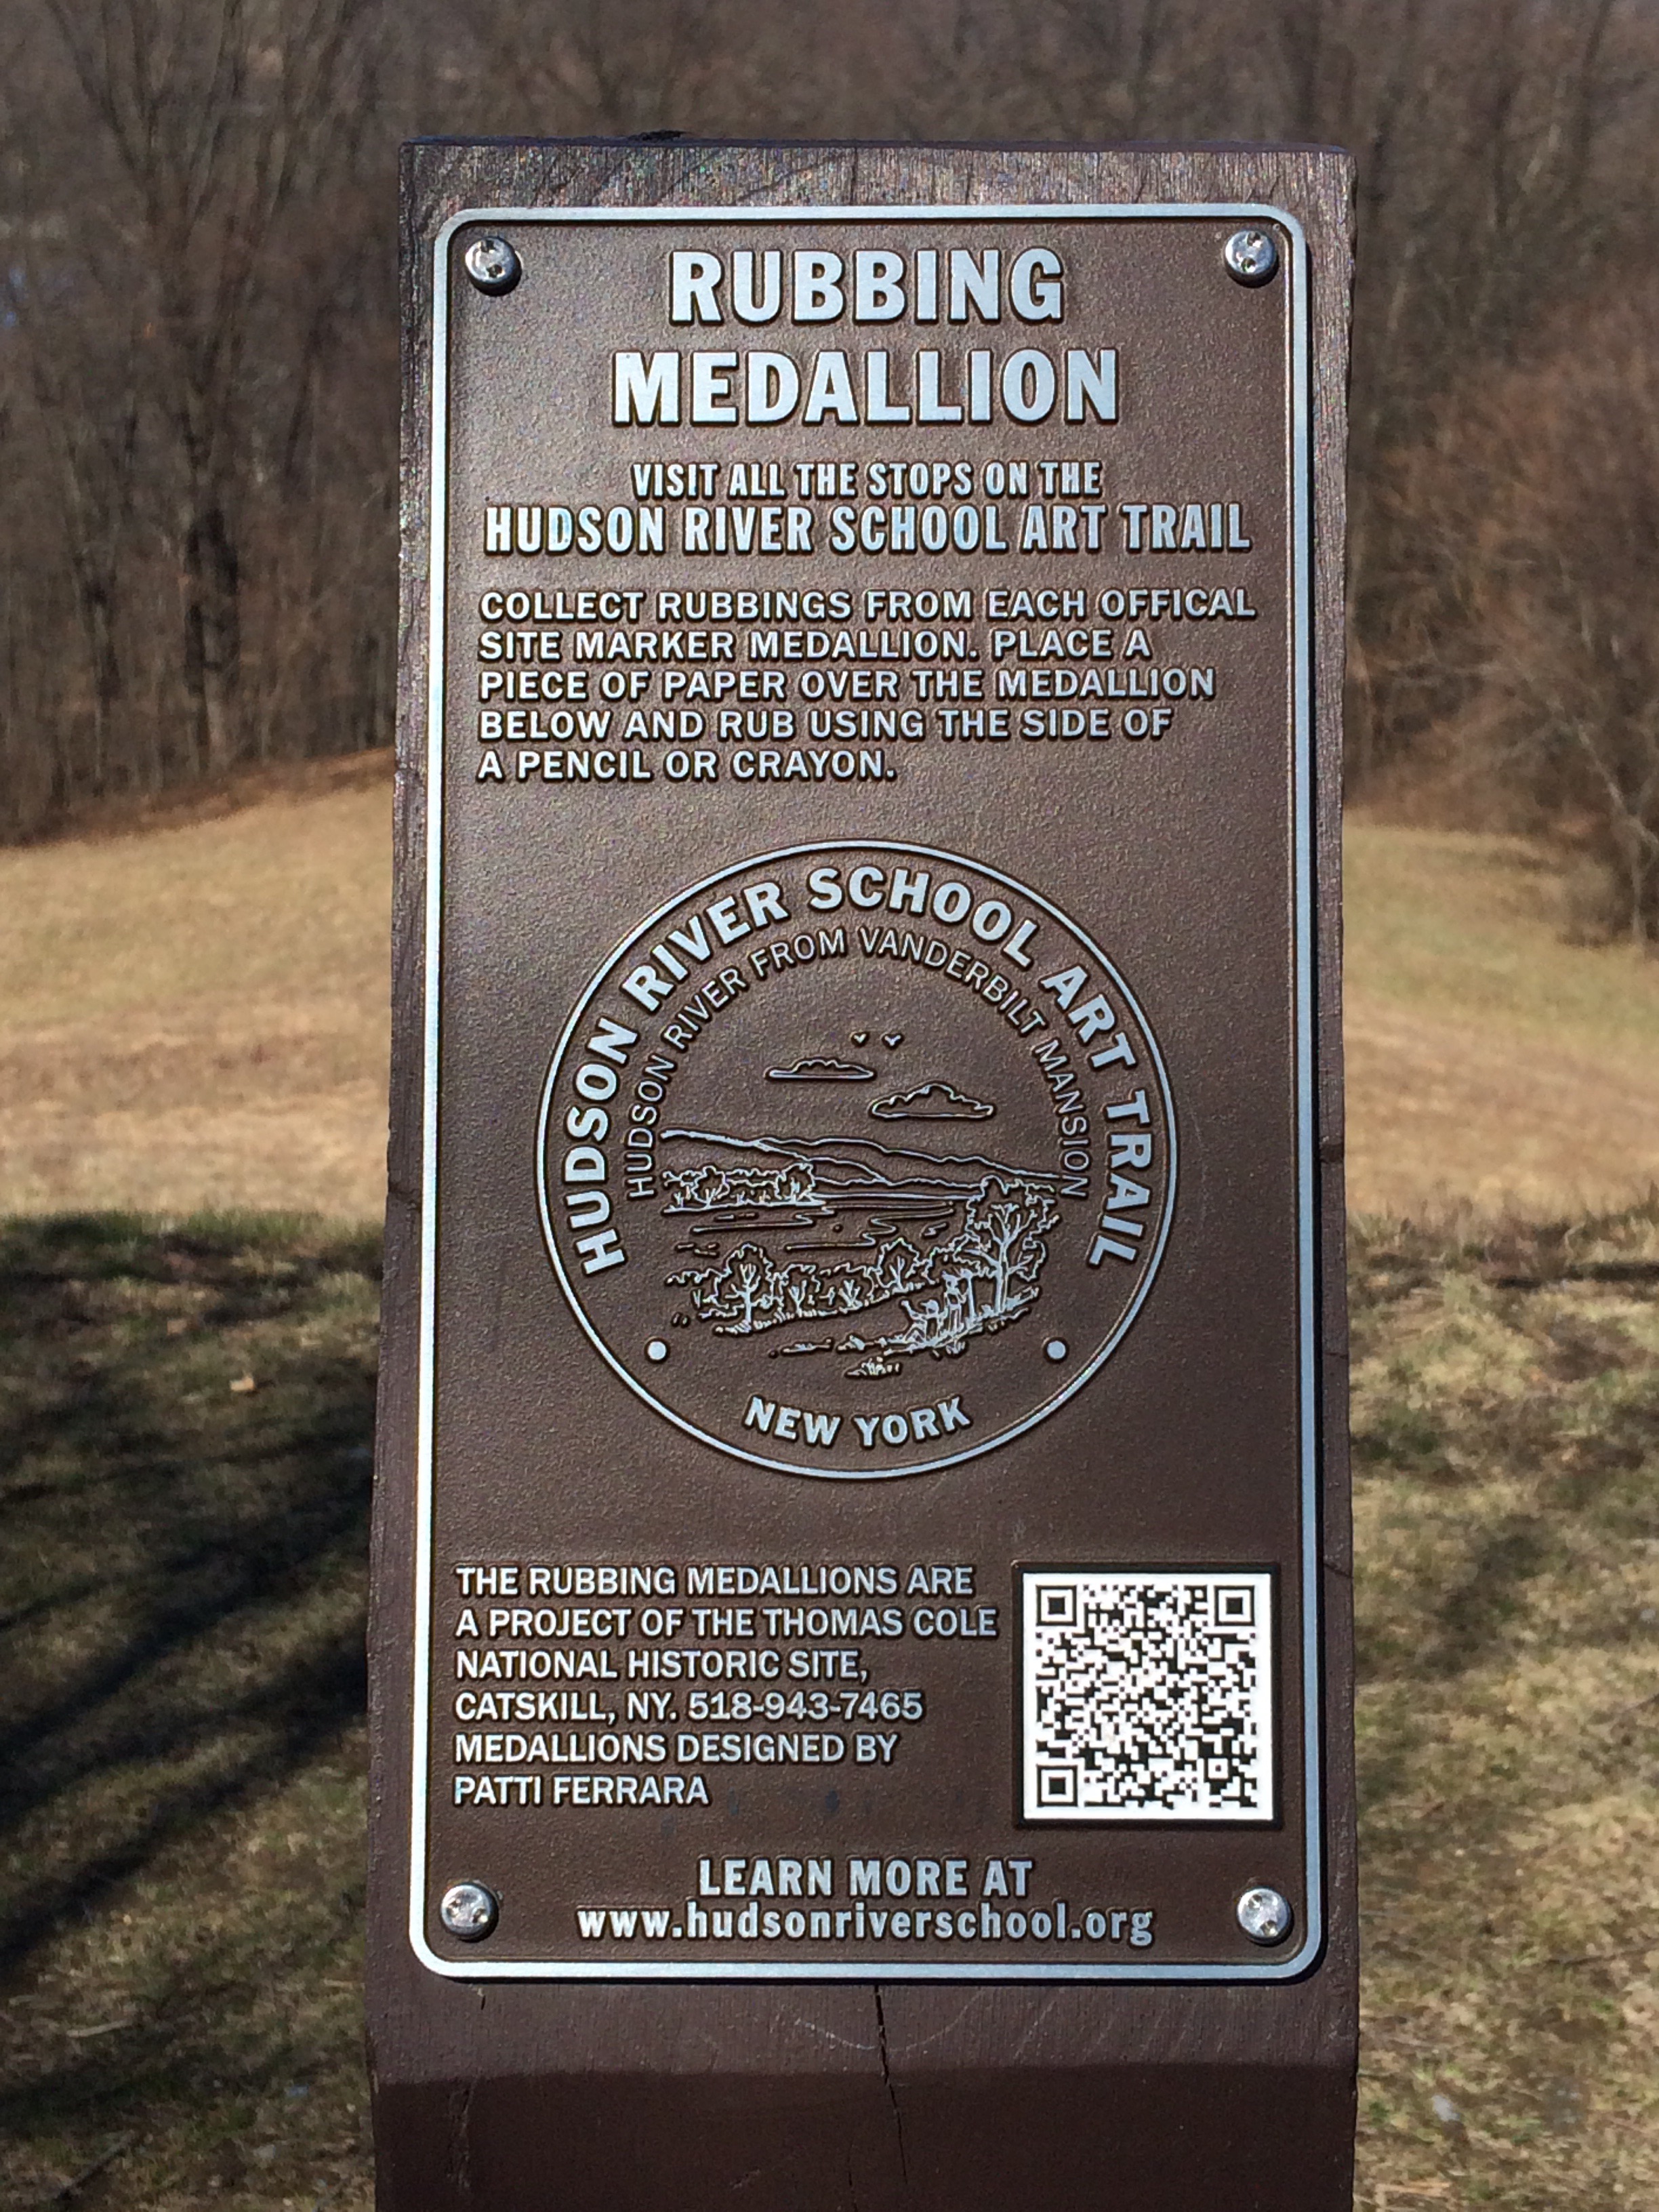 RUBBING
MEDALLION
VISIT ALL THE STOPS ON THE
HUDSON RIVER SCHOOL ART TRAIL
COLLECT RUBBINGS FROM EACH OFFICAL
SITE MARKER MEDALLION. PLACE A
PIECE OF PAPER OVER THE MEDALLION
BELOW AND RUB USING THE SIDE OF
A PENCIL OR CRAYON.
HUDSON RIVER SCHOOL ART TRAIL
HUDSON RIVER FROM VANDERBILT MANSION
NEW YORK
THE RUBBING MEDALLIONS ARE
A PROJECT OF THE THOMAS COLE
NATIONAL HISTORIC SITE,
CATSKILL, NY. 518-943-7465
MEDALLIONS DESIGNED BY
PATTI FERRARA
LEARN MORE AT
www.hudsonriverschool.org